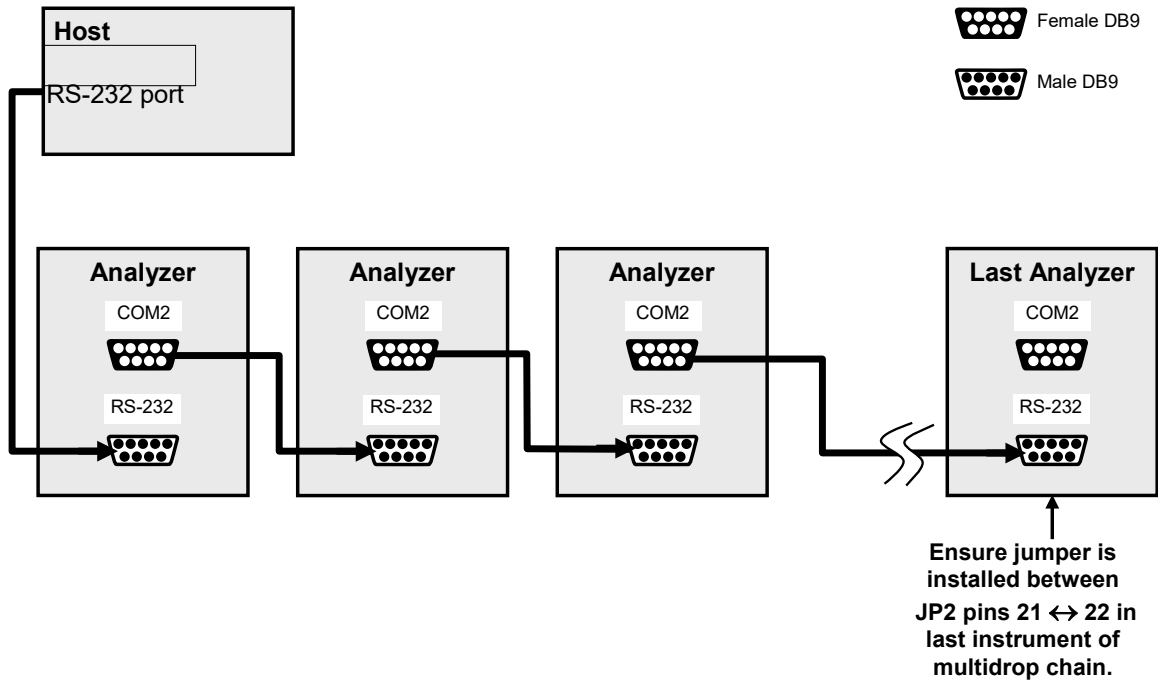 Host
RS-232 port
Female DB9
Male DB9
Analyzer
COM2
RS-232
Analyzer
COM2
RS-232
Analyzer
COM2
RS-232
Last Analyzer
COM2
RS-232
Ensure jumper is
installed between
JP2 pins 21 ↔ 22 in
last instrument of
multidrop chain.